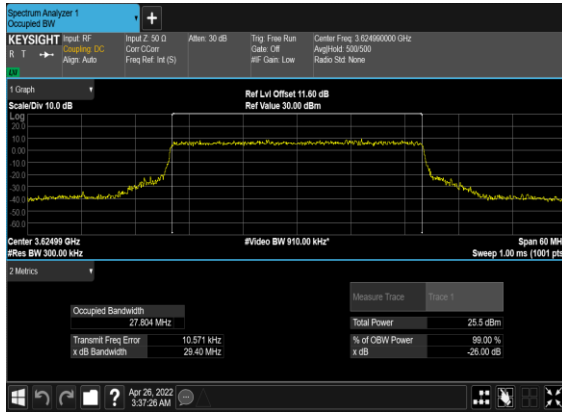 Spectrum Analyzer 1
Occupied BW
KEYSIGHT
R T
LXI
Input: RF
Coupling: DC
Align: Auto
Input Z: 50 Ω
Corr CCorr
Freq Ref: Int (S)
Atten: 30 dB
Trig: Free Run
Gate: Off
#IF Gain: Low
Center Freq: 3.624990000 GHz
Avg|Hold: 500/500
Radio Std: None
1 Graph
Scale/Div 10.0 dB
Ref Lvl Offset 11.60 dB
Ref Value 30.00 dBm
Log
20.0
10.0
0.00
-10.0
-20.0
-30.0
-40.0
-50.0
-60.0
Center 3.62499 GHz
#Res BW 300.00 kHz
#Video BW 910.00 kHz*
Span 60 MH
Sweep 1.00 ms (1001 pts
2 Metrics
Measure Trace
Trace 1
Occupied Bandwidth
27.804 MHz
Total Power
25.5 dBm
Transmit Freq Error
10.571 kHz
% of OBW Power
99.00 %
x dB Bandwidth
29.40 MHz
x dB
-26.00 dB
?
Apr 26, 2022
3:37:26 AM